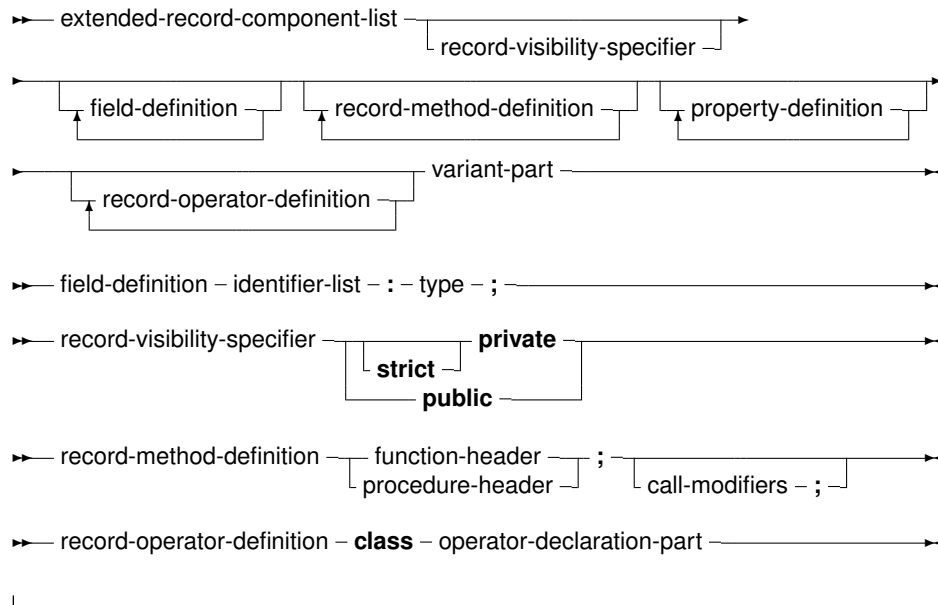 extended-record-component-list
record-visibility-specifier
field-definition record-method-definition property-definition
variant-part
record-operator-definition
field-definition identifier-list : type ;
record-visibility-specifier private
strict
public
record-method-definition function-header ;
procedure-header call-modifiers ;
record-operator-definition class operator-declaration-part